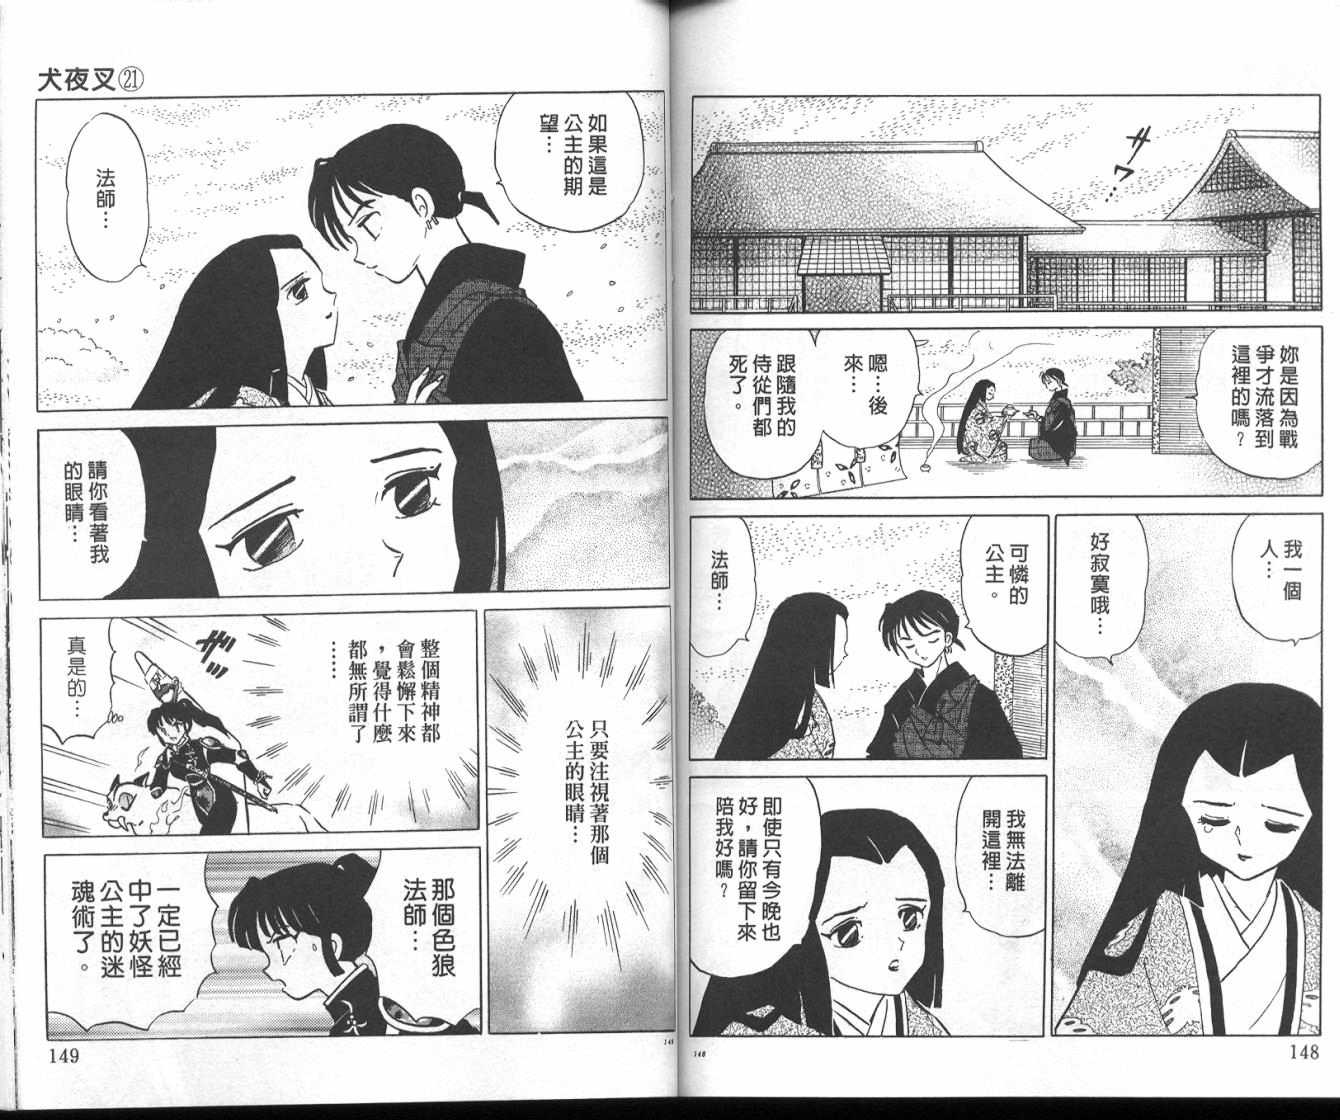 ザワ…
妳是因為戰
爭才流落到
這裡的嗎?
嗯…後
來…
跟隨我的
侍從們都
死了。
我一個
人…
好寂寞哦…
可憐的
公主。
法師…
我無法離
開這裡…
即使只有今晚也
好,請你留下來
陪我好嗎?
148
148
犬夜叉㉑
如果這是
公主的期
望…
法師…
請你看著我
的眼睛…
只要注視著那個
公主的眼睛…
整個精神都
會鬆懈下來
,覺得什麼
都無所謂了
……
真是的…
那個色狼
法師…
一定已經
中了妖怪
公主的迷
魂術了。
149